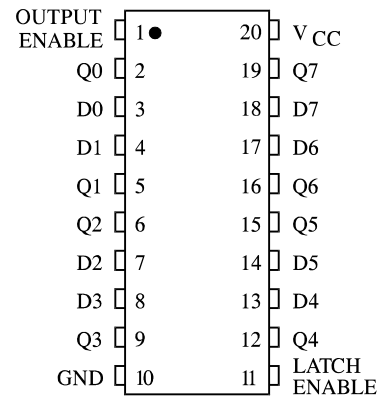 OUTPUT
ENABLE 1 20 VCC
Q0 2 19 Q7
D0 3 18 D7
D1 4 17 D6
Q1 5 16 Q6
Q2 6 15 Q5
D2 7 14 D5
D3 8 13 D4
Q3 9 12 Q4
GND 10 11 LATCH
ENABLE